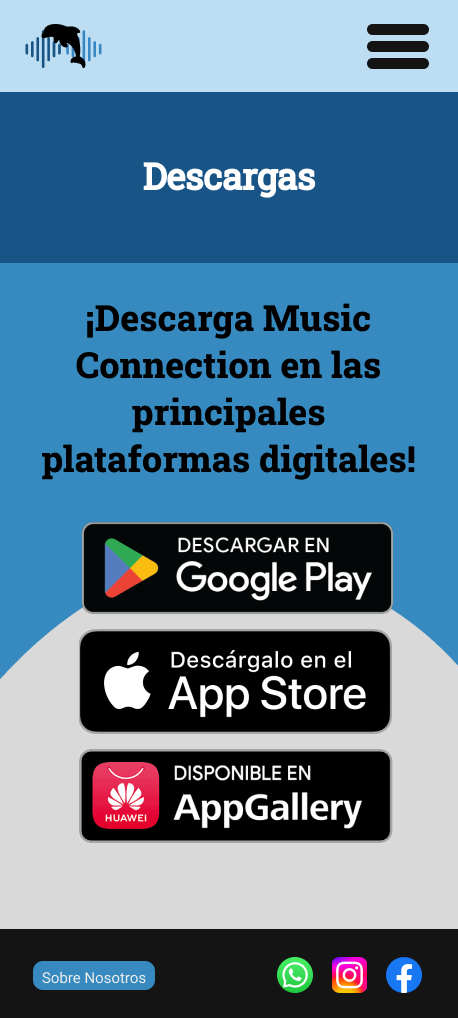 Descargas
¡Descarga Music
Connection en las
principales
plataformas digitales!
DESCARGAR EN
Google Play
Descárgalo en el
App Store
HUAWEI
DISPONIBLE EN
AppGallery
Sobre Nosotros